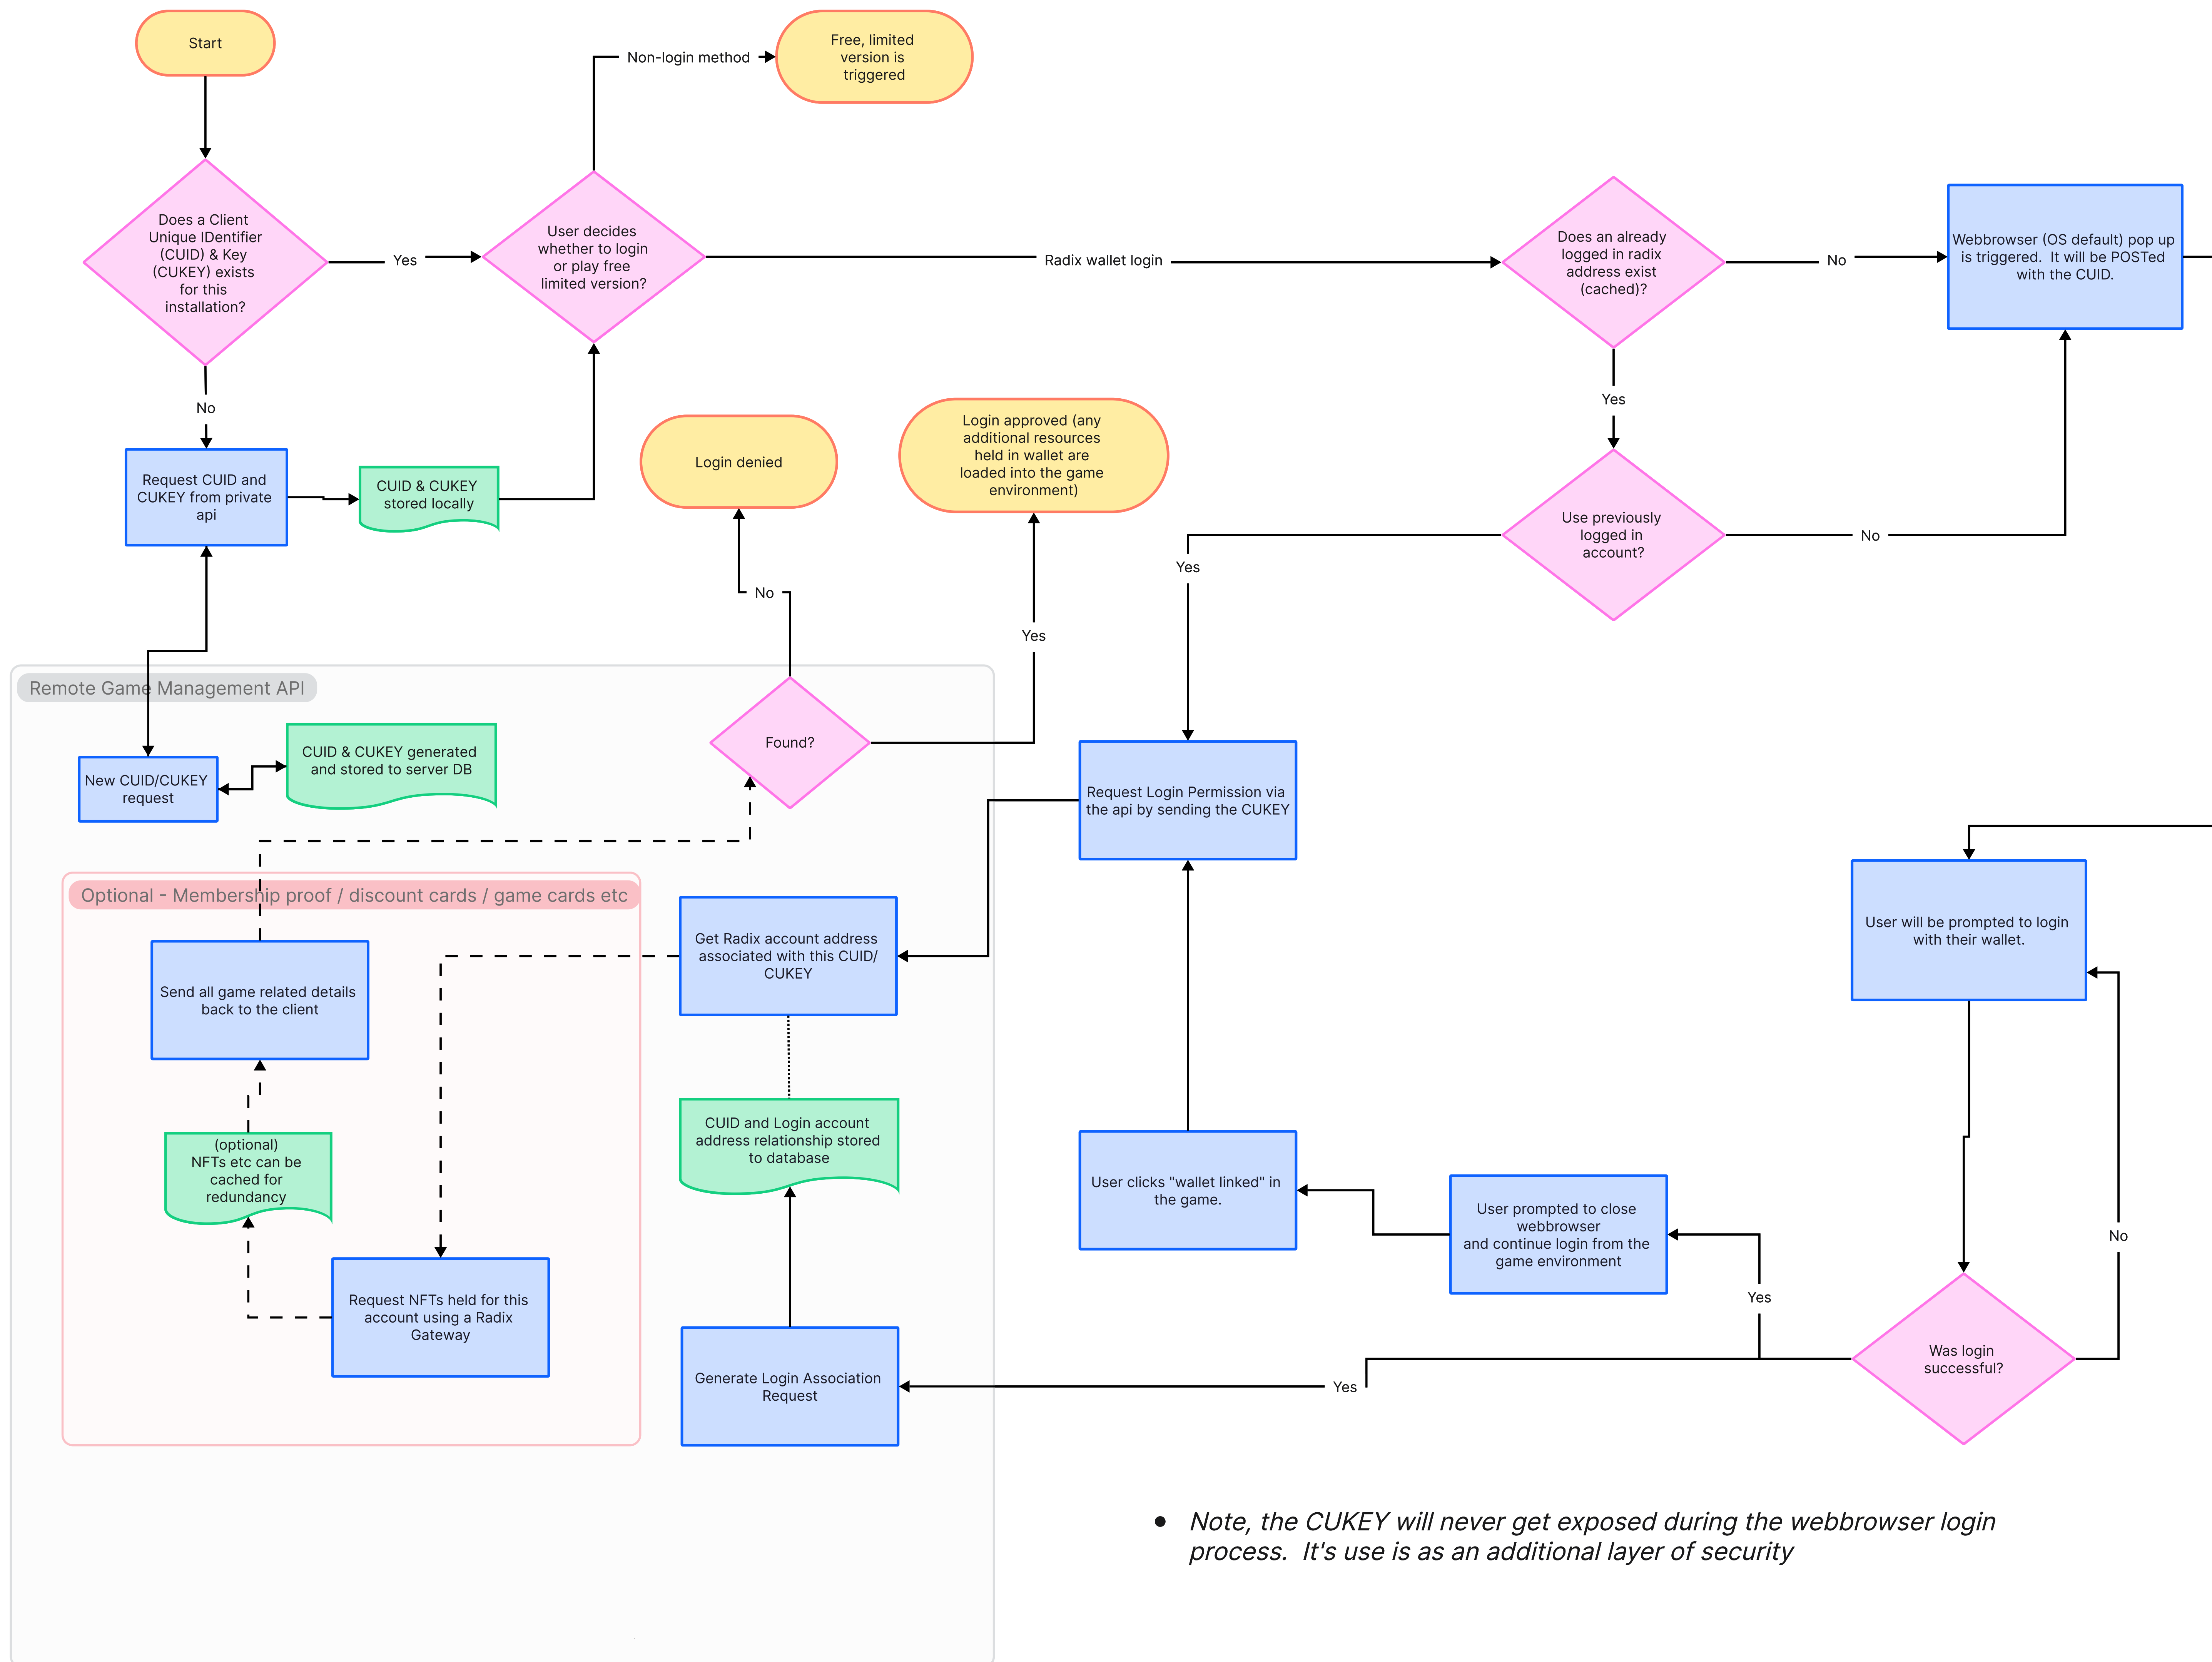 Start
Non-login method
Free, limited
version is
triggered
Does a Client
Unique IDentifier
(CUID) & Key
(CUKEY) exists
for this
installation?
Yes
User decides
whether to login
or play free
limited version?
Radix wallet login
Does an already
logged in radix
address exist
(cached)?
No
Webbrowser (OS default) pop up
is triggered.  It will be POSTed
with the CUID.
No
Yes
Request CUID and
CUKEY from private
api
CUID & CUKEY
stored locally
Login denied
Login approved (any
additional resources
held in wallet are
loaded into the game
environment)
Use previously
logged in
account?
No
Yes
No
Yes
Remote Game Management API
New CUID/CUKEY
request
CUID & CUKEY generated
and stored to server DB
Found?
Request Login Permission via
the api by sending the CUKEY
Optional - Membership proof / discount cards / game cards etc
Send all game related details
back to the client
Get Radix account address
associated with this CUID/
CUKEY
User will be prompted to login
with their wallet.
(optional)
NFTs etc can be
cached for
redundancy
CUID and Login account
address relationship stored
to database
User clicks "wallet linked" in
the game.
User prompted to close
webbrowser
and continue login from the
game environment
No
Yes
Request NFTs held for this
account using a Radix
Gateway
Generate Login Association
Request
Yes
Was login
successful?
• Note, the CUKEY will never get exposed during the webbrowser login
process.  It's use is as an additional layer of security